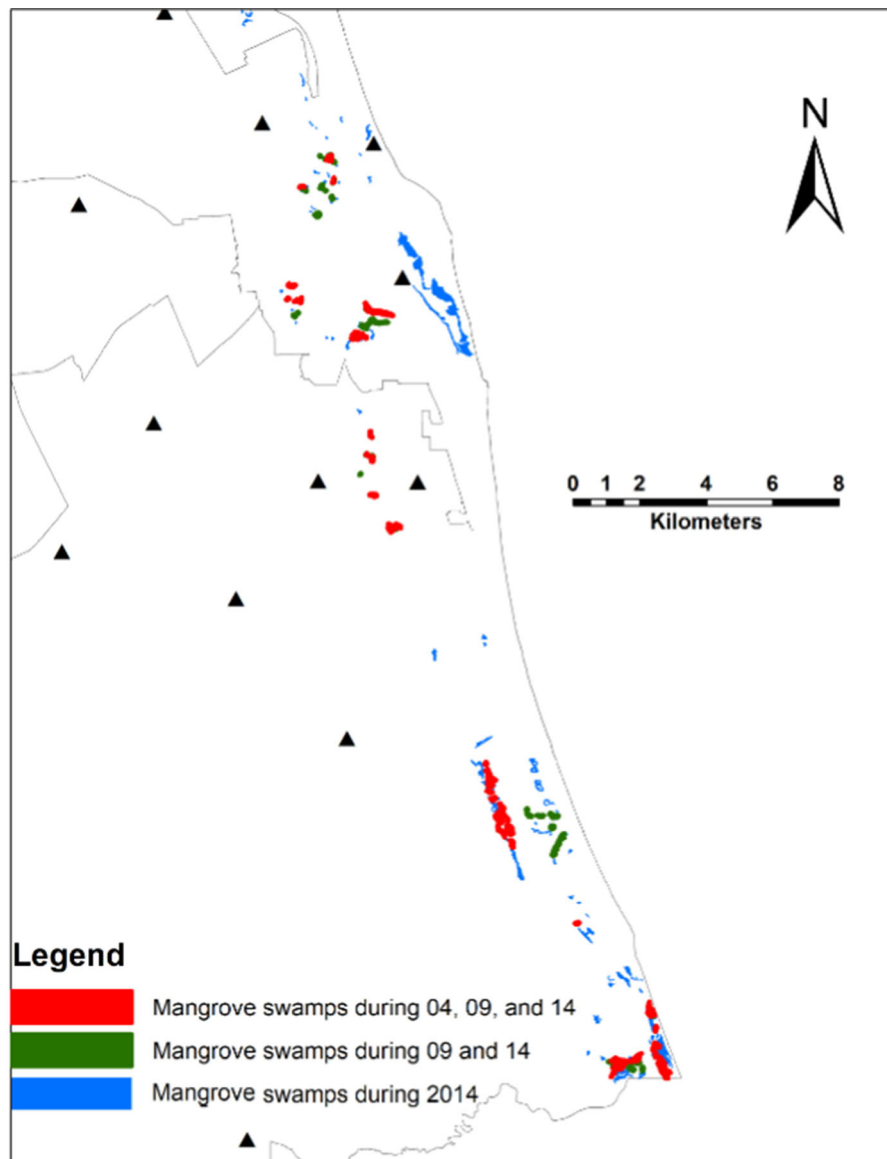 N
0 1 2 4 6 8
Kilometers
Legend
Mangrove swamps during 04, 09, and 14
Mangrove swamps during 09 and 14
Mangrove swamps during 2014